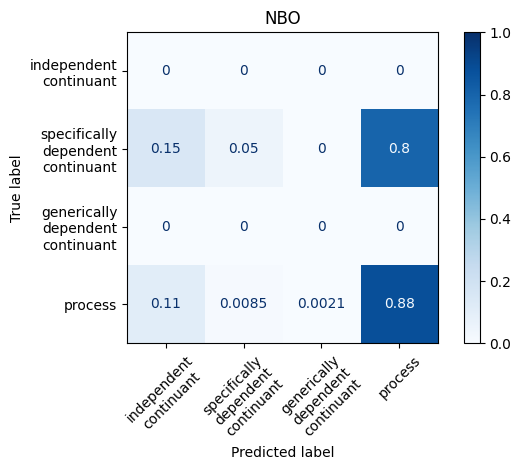 NBO
True label
independent
continuant
0 0 0 0
specifically
dependent
continuant
0.15 0.05 0 0.8
generically
dependent
continuant
0 0 0 0
process
0.11 0.0085 0.0021 0.88
independent
continuant
specifically
dependent
continuant
generically
dependent
continuant
process
Predicted label
1.0
0.8
0.6
0.4
0.2
0.0